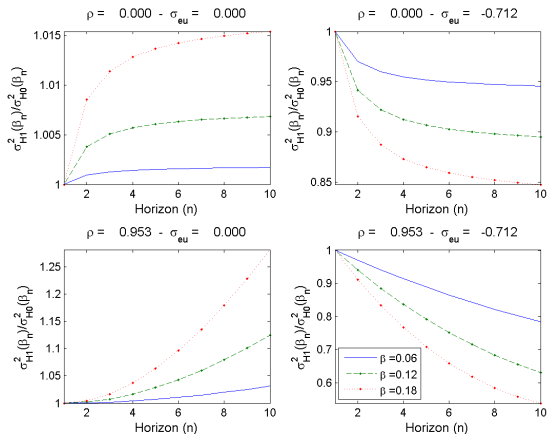 ρ = 0.000 - σeu = 0.000
σ²H1(βn)/σ²H0(βn)
1.015
1.01
1.005
1
2 4 6 8 10
Horizon (n)
ρ = 0.000 - σeu = -0.712
σ²H1(βn)/σ²H0(βn)
1
0.95
0.9
0.85
2 4 6 8 10
Horizon (n)
ρ = 0.953 - σeu = 0.000
σ²H1(βn)/σ²H0(βn)
1.25
1.2
1.15
1.1
1.05
1
2 4 6 8 10
Horizon (n)
ρ = 0.953 - σeu = -0.712
σ²H1(βn)/σ²H0(βn)
1
0.9
0.8
0.7
0.6
β =0.06
β =0.12
β =0.18
2 4 6 8 10
Horizon (n)